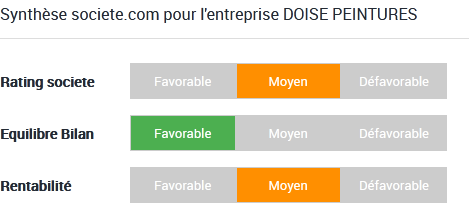 Synthèse societe.com pour l'entreprise DOISE PEINTURES
Rating societe Favorable Moyen Défavorable
Equilibre Bilan Favorable Moyen Défavorable
Rentabilité Favorable Moyen Défavorable